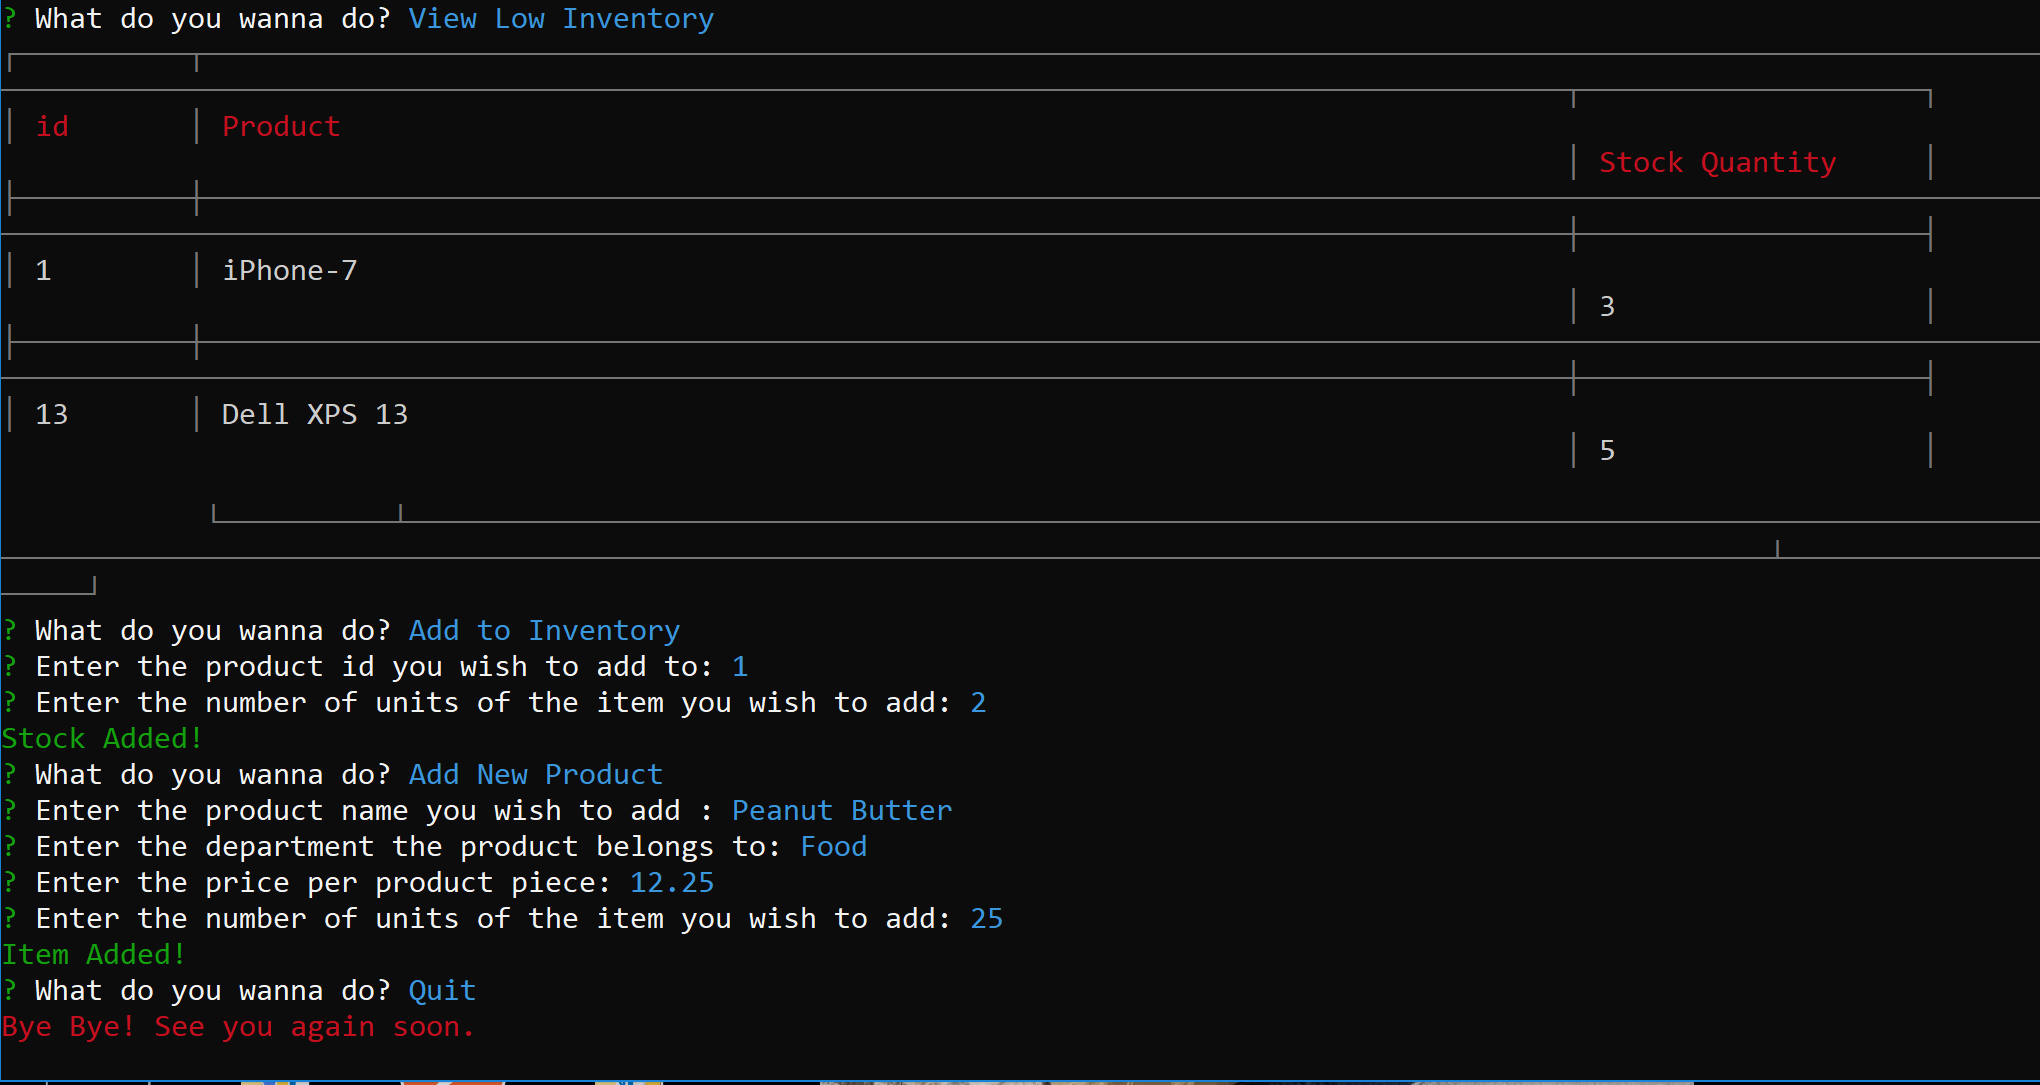 ? What do you wanna do? View Low Inventory
id Product
Stock Quantity
1 iPhone-7
3
13 Dell XPS 13
5
? What do you wanna do? Add to Inventory
? Enter the product id you wish to add to: 1
? Enter the number of units of the item you wish to add: 2
Stock Added!
? What do you wanna do? Add New Product
? Enter the product name you wish to add : Peanut Butter
? Enter the department the product belongs to: Food
? Enter the price per product piece: 12.25
? Enter the number of units of the item you wish to add: 25
Item Added!
? What do you wanna do? Quit
Bye Bye! See you again soon.